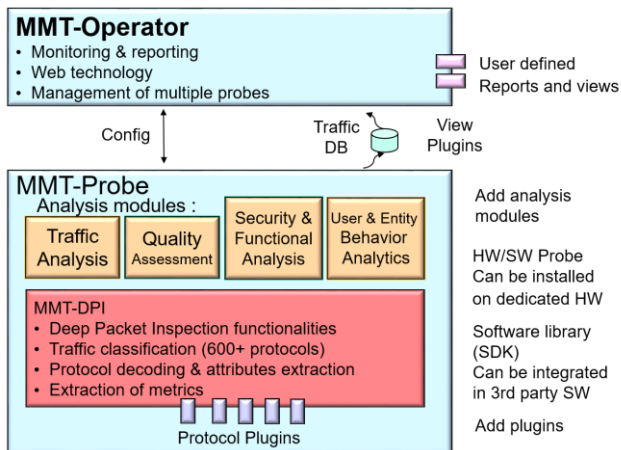 MMT-Operator
• Monitoring & reporting
• Web technology
• Management of multiple probes
User defined
Reports and views
Config
Traffic
DB
View
Plugins
MMT-Probe
Analysis modules :
Traffic
Analysis
Quality
Assessment
Security &
Functional
Analysis
User & Entity
Behavior
Analytics
Add analysis
modules
HW/SW Probe
Can be installed
on dedicated HW
MMT-DPI
• Deep Packet Inspection functionalities
• Traffic classification (600+ protocols)
• Protocol decoding & attributes extraction
• Extraction of metrics
Software library
(SDK)
Can be integrated
in 3rd party SW
Protocol Plugins
Add plugins